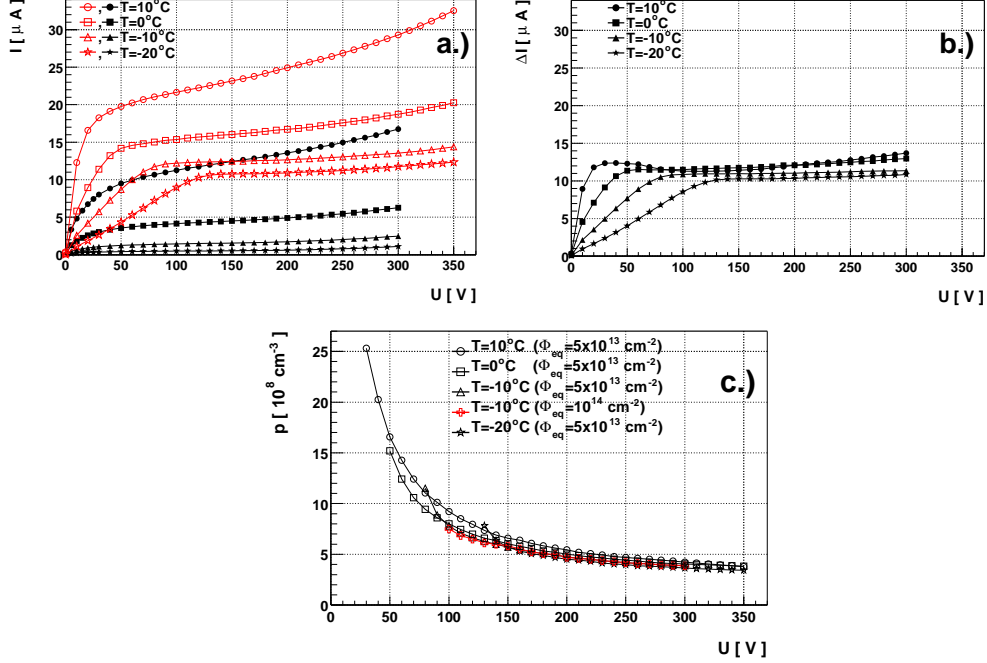 I [ μ A ]
30
25
20
15
10
5
0
, T=10°C
, T=0°C
, T=-10°C
, T=-20°C
a.)
0 50 100 150 200 250 300 350
U [ V ]
ΔI [ μ A ]
30
25
20
15
10
5
0
T=10°C
T=0°C
T=-10°C
T=-20°C
b.)
0 50 100 150 200 250 300 350
U [ V ]
p [ 10⁸ cm⁻³ ]
25
20
15
10
5
0
T=10°C (Φeq=5x10¹³ cm⁻²)
T=0°C (Φeq=5x10¹³ cm⁻²)
T=-10°C (Φeq=5x10¹³ cm⁻²)
T=-10°C (Φeq=10¹⁴ cm⁻²)
T=-20°C (Φeq=5x10¹³ cm⁻²)
c.)
0 50 100 150 200 250 300 350
U [ V ]